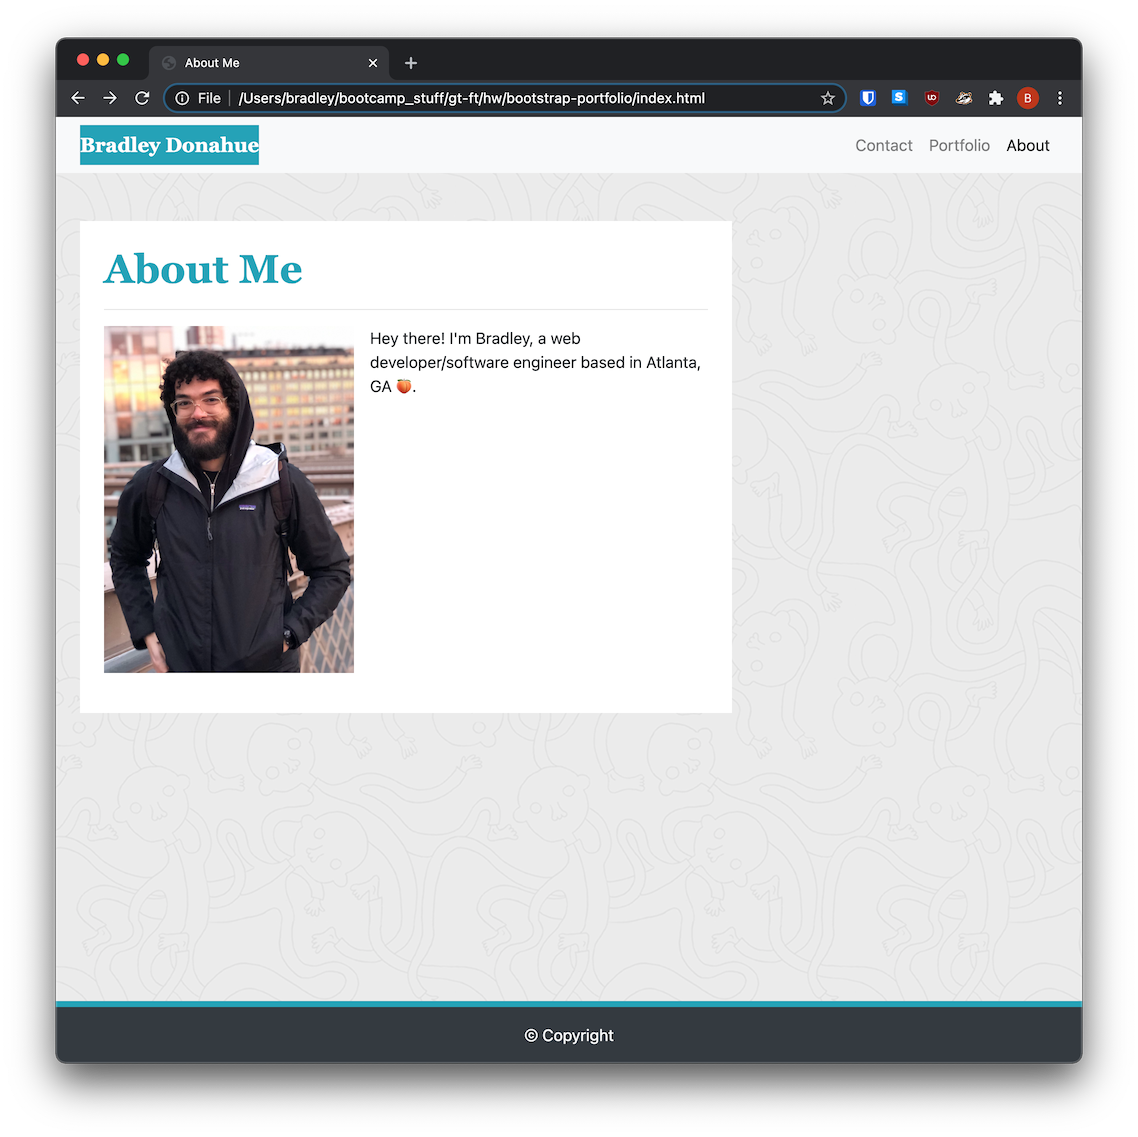 About Me
File
/Users/bradley/bootcamp_stuff/gt-ft/hw/bootstrap-portfolio/index.html
S
UD
B
Bradley Donahue
Contact Portfolio About
About Me
Hey there! I'm Bradley, a web
developer/software engineer based in Atlanta,
GA 🍑.
© Copyright